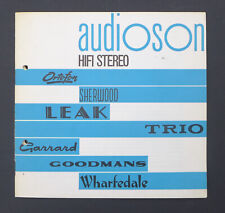 audioson
HIFI STEREO
Ortofon
SHERWOOD
LEAK
TRIO
Garrard
GOODMANS
Wharfedale